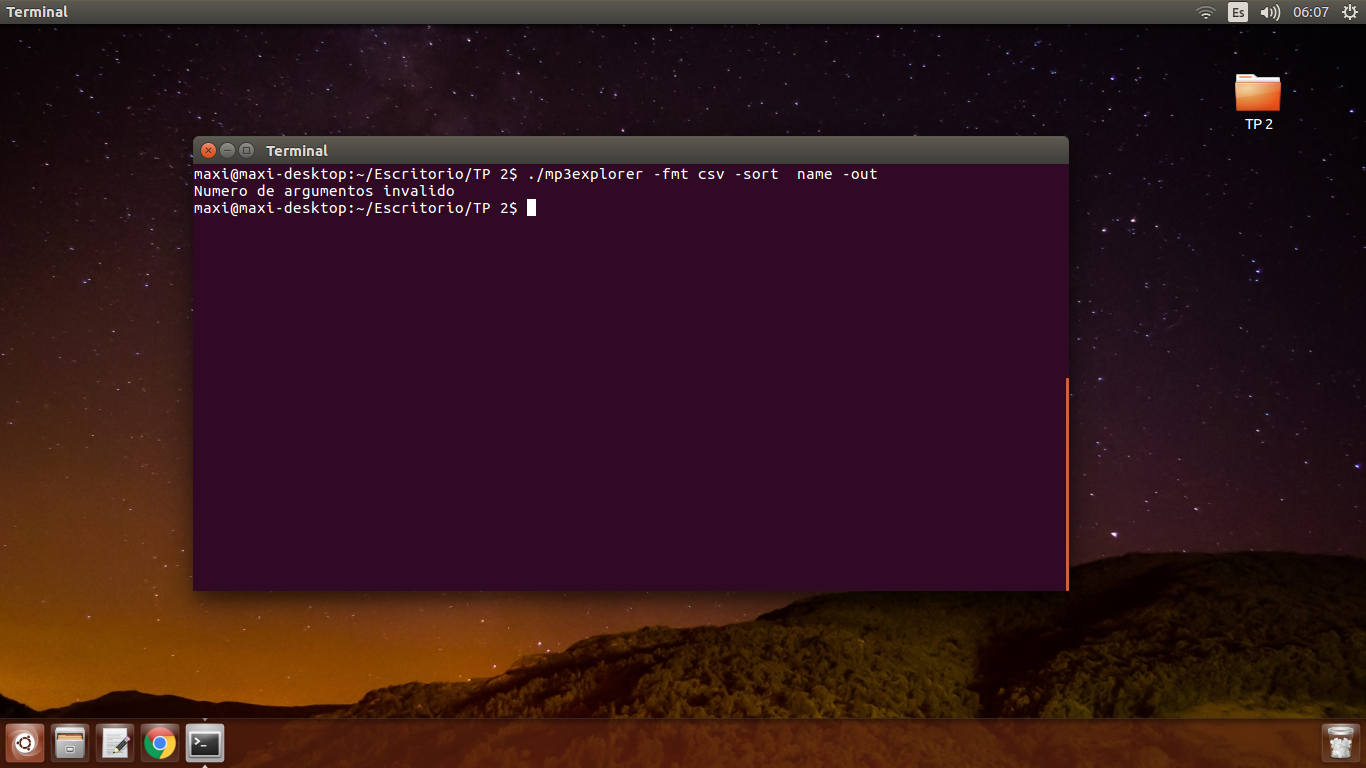 Terminal
Es
06:07
TP 2
Terminal
maxi@maxi-desktop:~/Escritorio/TP 2$ ./mp3explorer -fmt csv -sort  name -out
Numero de argumentos invalido
maxi@maxi-desktop:~/Escritorio/TP 2$